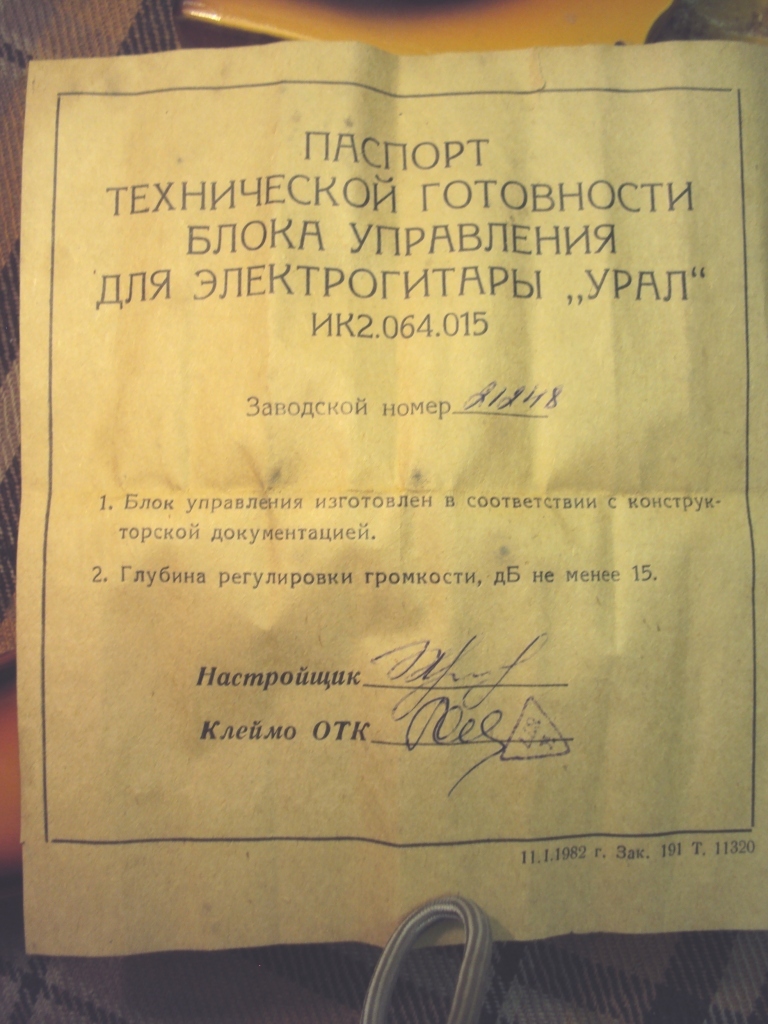 ПАСПОРТ
ТЕХНИЧЕСКОЙ ГОТОВНОСТИ
БЛОКА УПРАВЛЕНИЯ
ДЛЯ ЭЛЕКТРОГИТАРЫ „УРАЛ“
ИК2.064.015
Заводской номер 21248
1. Блок управления изготовлен в соответствии с конструк-
торской документацией.
2. Глубина регулировки громкости, дБ не менее 15.
Настройщик
Клеймо ОТК
11.1.1982 г. Зак. 191 Т. 11320